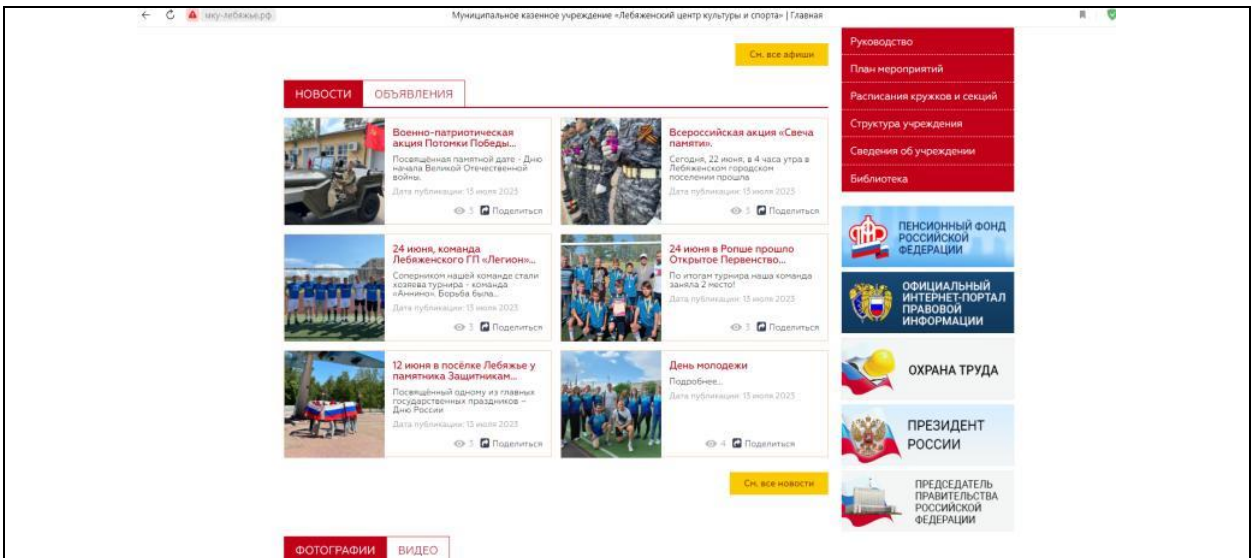 мку-лебяжье.рф
Муниципальное казенное учреждение «Лебяженский центр культуры и спорта» | Главная
См. все афиши
НОВОСТИ
ОБЪЯВЛЕНИЯ
Военно-патриотическая
акция Потомки Победы...
Посвящённая памятной дате - Дню
начала Великой Отечественной
войны.
Дата публикации: 13 июля 2023
3 Поделиться
Всероссийская акция «Свеча
памяти».
Сегодня, 22 июня, в 4 часа утра в
Лебяженском городском
поселении прошла
Дата публикации: 13 июля 2023
3 Поделиться
24 июня, команда
Лебяженского ГП «Легион»...
Соперником нашей команде стали
хозяева турнира - команда
«Аннино». Борьба была...
Дата публикации: 13 июля 2023
3 Поделиться
24 июня в Ропше прошло
Открытое Первенство...
По итогам турнира наша команда
заняла 2 место!
Дата публикации: 13 июля 2023
3 Поделиться
12 июня в посёлке Лебяжье у
памятника Защитникам...
Посвящённый одному из главных
государственных праздников –
Дню России
Дата публикации: 13 июля 2023
3 Поделиться
День молодежи
Подробнее...
Дата публикации: 13 июля 2023
4 Поделиться
См. все новости
ФОТОГРАФИИ
ВИДЕО
Руководство
План мероприятий
Расписания кружков и секций
Структура учреждения
Сведения об учреждении
Библиотека
ПЕНСИОННЫЙ ФОНД
РОССИЙСКОЙ
ФЕДЕРАЦИИ
ОФИЦИАЛЬНЫЙ
ИНТЕРНЕТ-ПОРТАЛ
ПРАВОВОЙ
ИНФОРМАЦИИ
ОХРАНА ТРУДА
ПРЕЗИДЕНТ
РОССИИ
ПРЕДСЕДАТЕЛЬ
ПРАВИТЕЛЬСТВА
РОССИЙСКОЙ
ФЕДЕРАЦИИ